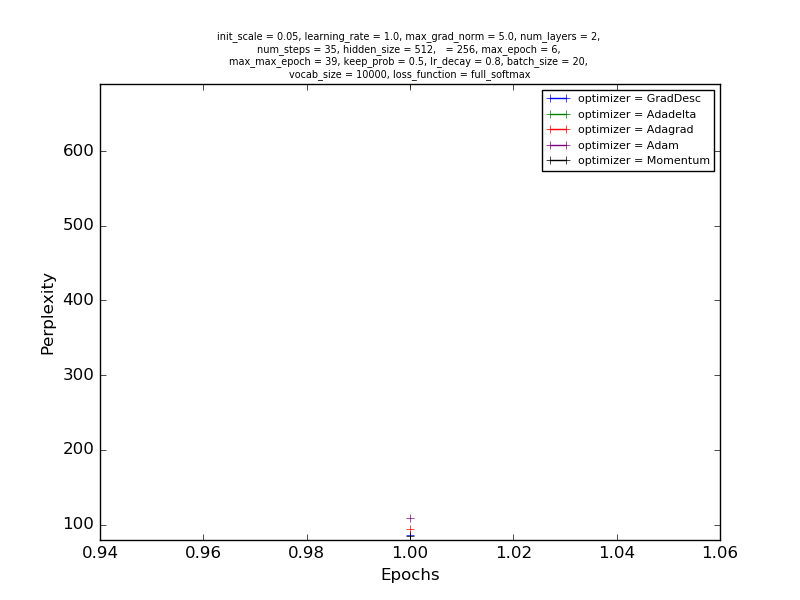 init_scale = 0.05, learning_rate = 1.0, max_grad_norm = 5.0, num_layers = 2,
num_steps = 35, hidden_size = 512,   = 256, max_epoch = 6,
max_max_epoch = 39, keep_prob = 0.5, lr_decay = 0.8, batch_size = 20,
vocab_size = 10000, loss_function = full_softmax
optimizer = GradDesc
optimizer = Adadelta
optimizer = Adagrad
optimizer = Adam
optimizer = Momentum
600
500
400
300
200
100
Perplexity
0.94 0.96 0.98 1.00 1.02 1.04 1.06
Epochs